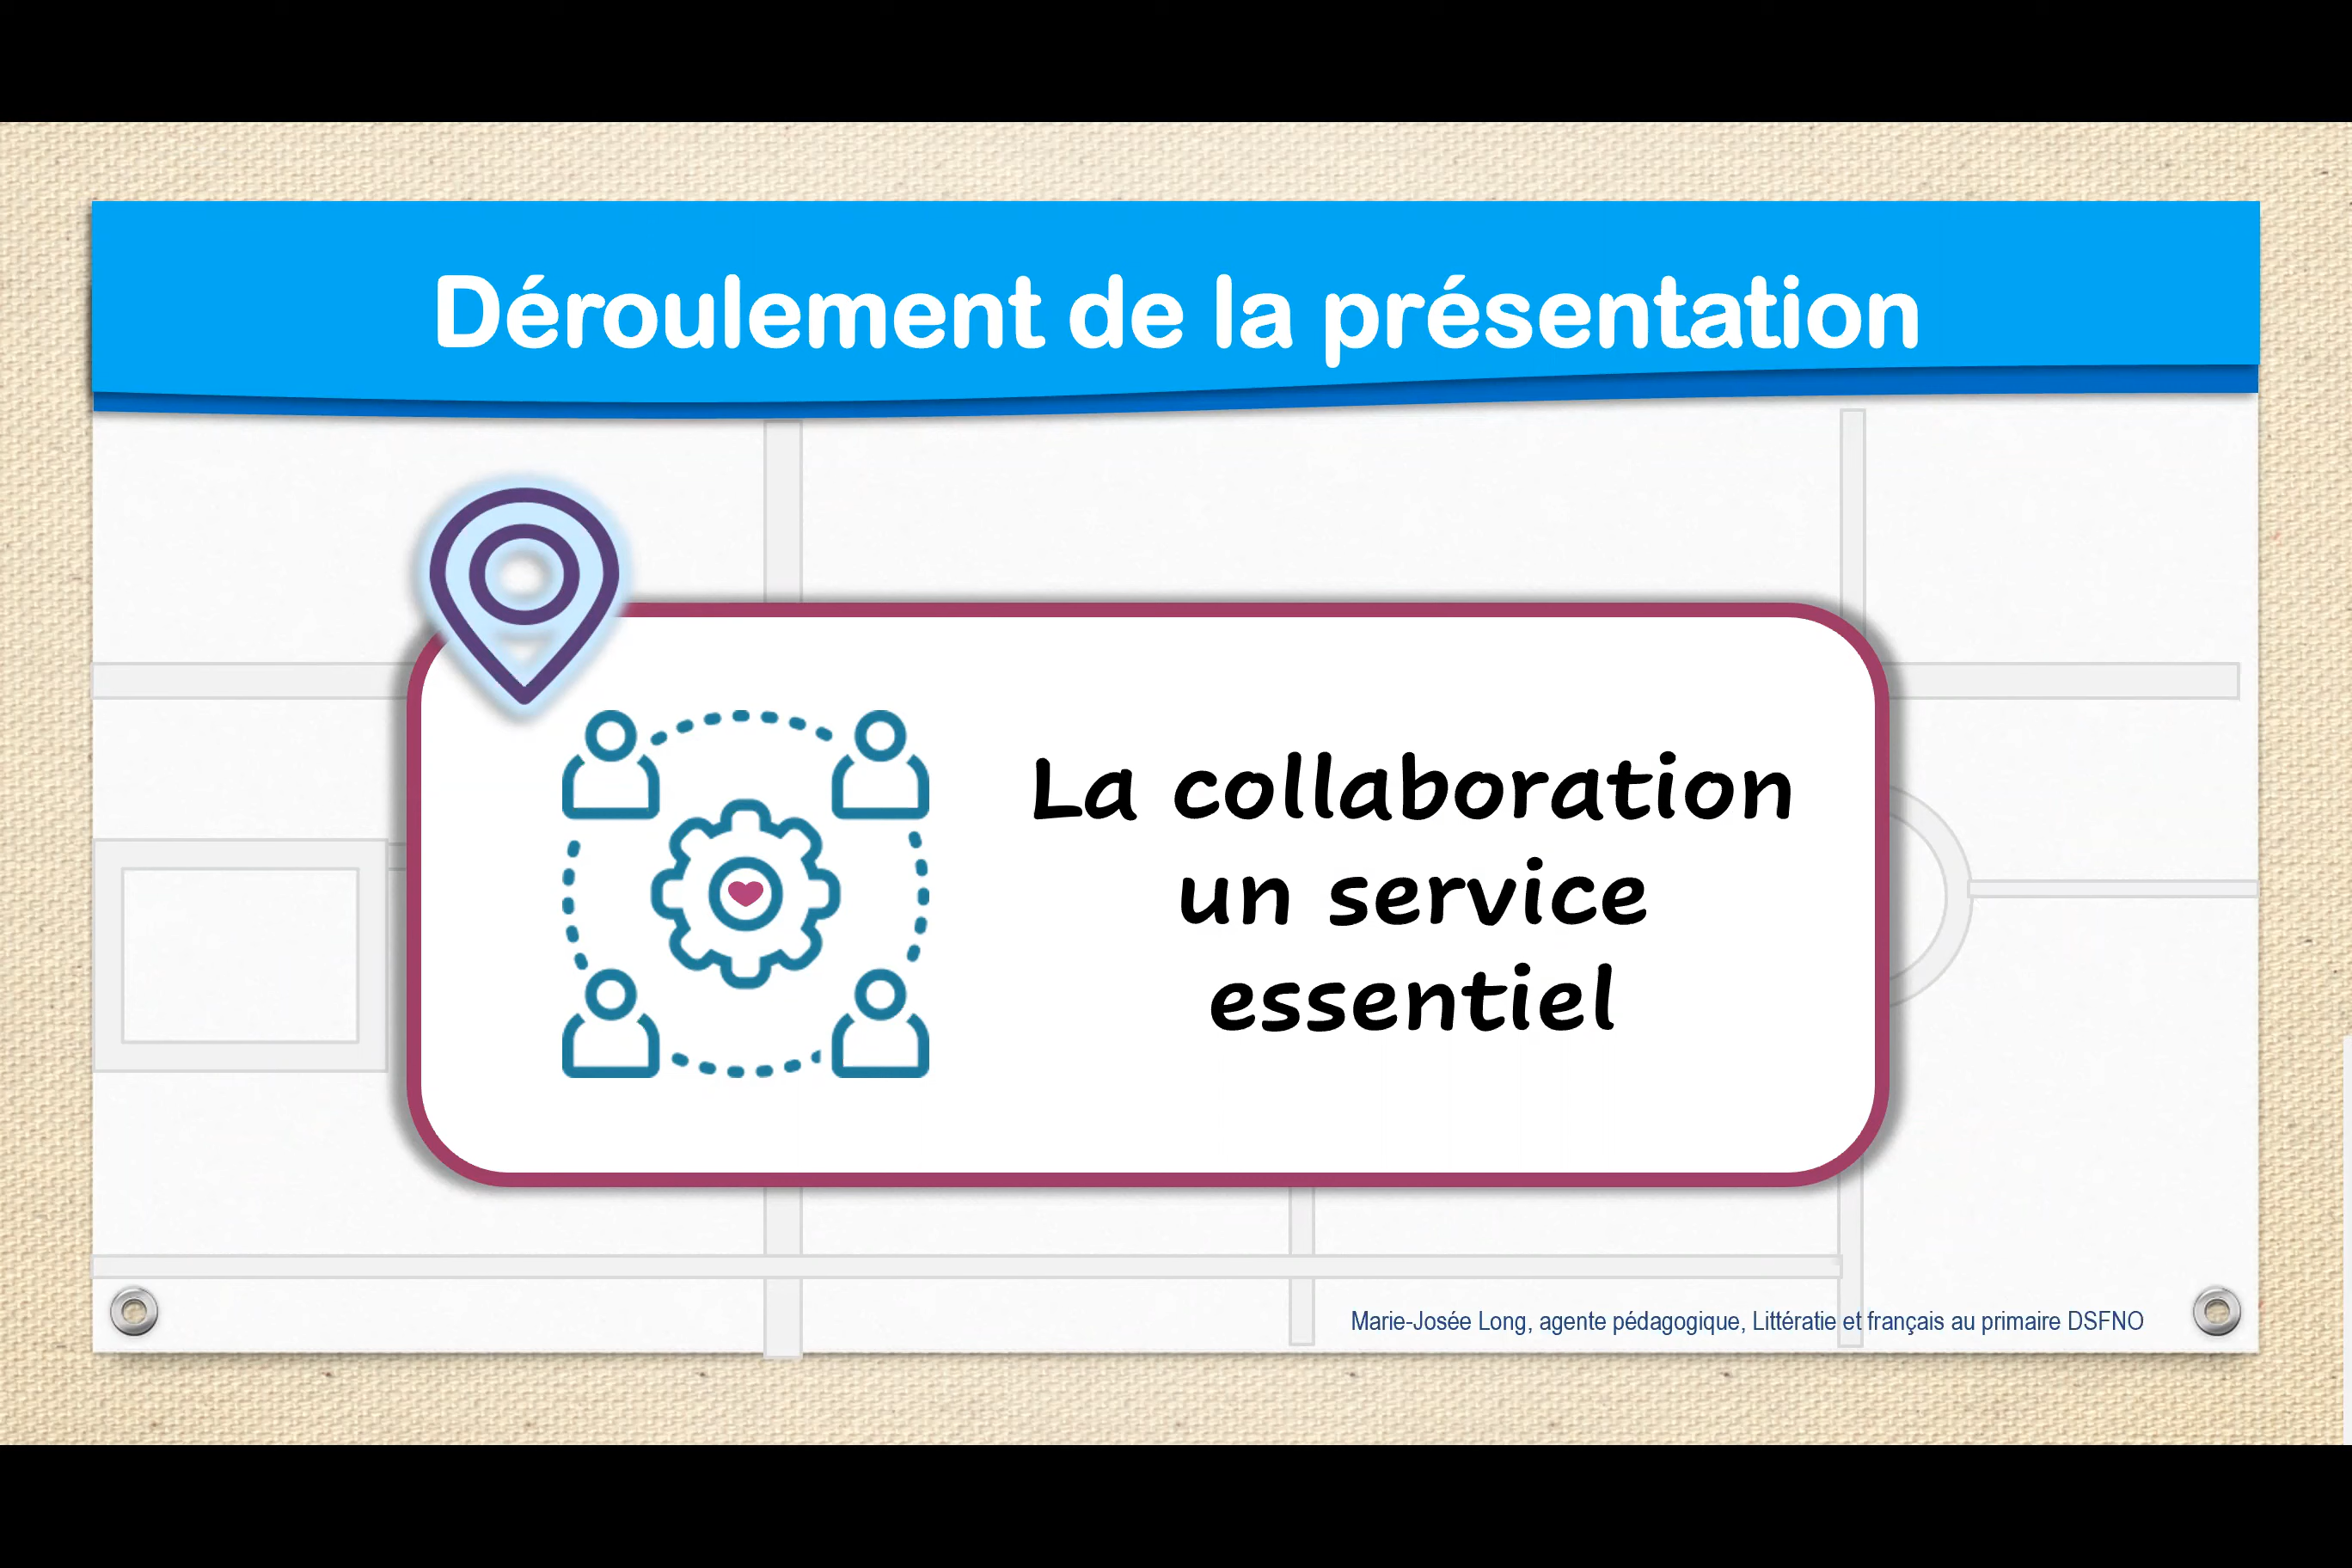 Déroulement de la présentation
La collaboration
un service
essentiel
Marie-Josée Long, agente pédagogique, Littératie et français au primaire DSFNO